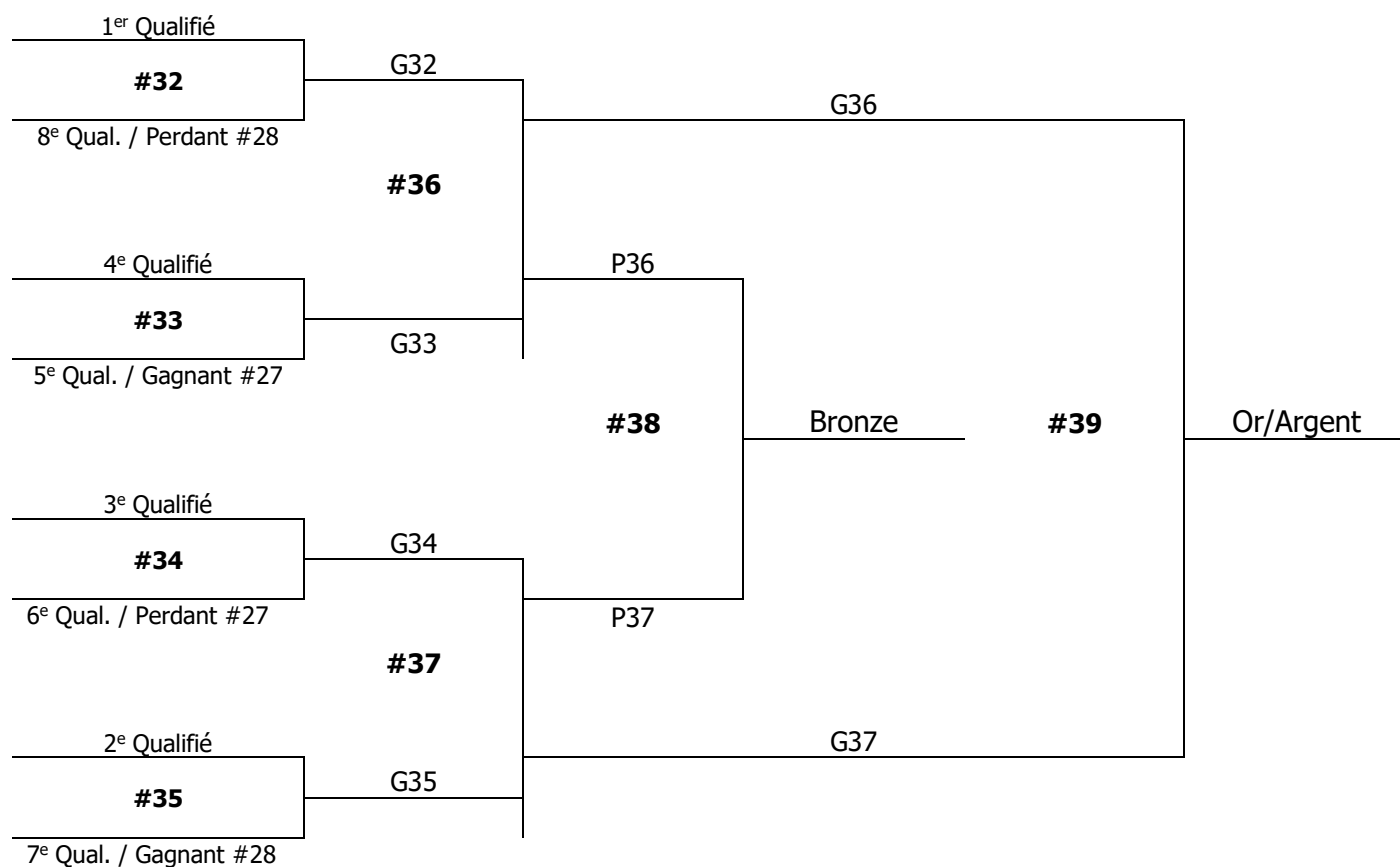 1er Qualifié
#32
8e Qual. / Perdant #28
G32
#36
G36
4e Qualifié
#33
5e Qual. / Gagnant #27
G33
P36
#38
Bronze
#39
Or/Argent
3e Qualifié
#34
6e Qual. / Perdant #27
G34
P37
#37
2e Qualifié
#35
7e Qual. / Gagnant #28
G35
G37